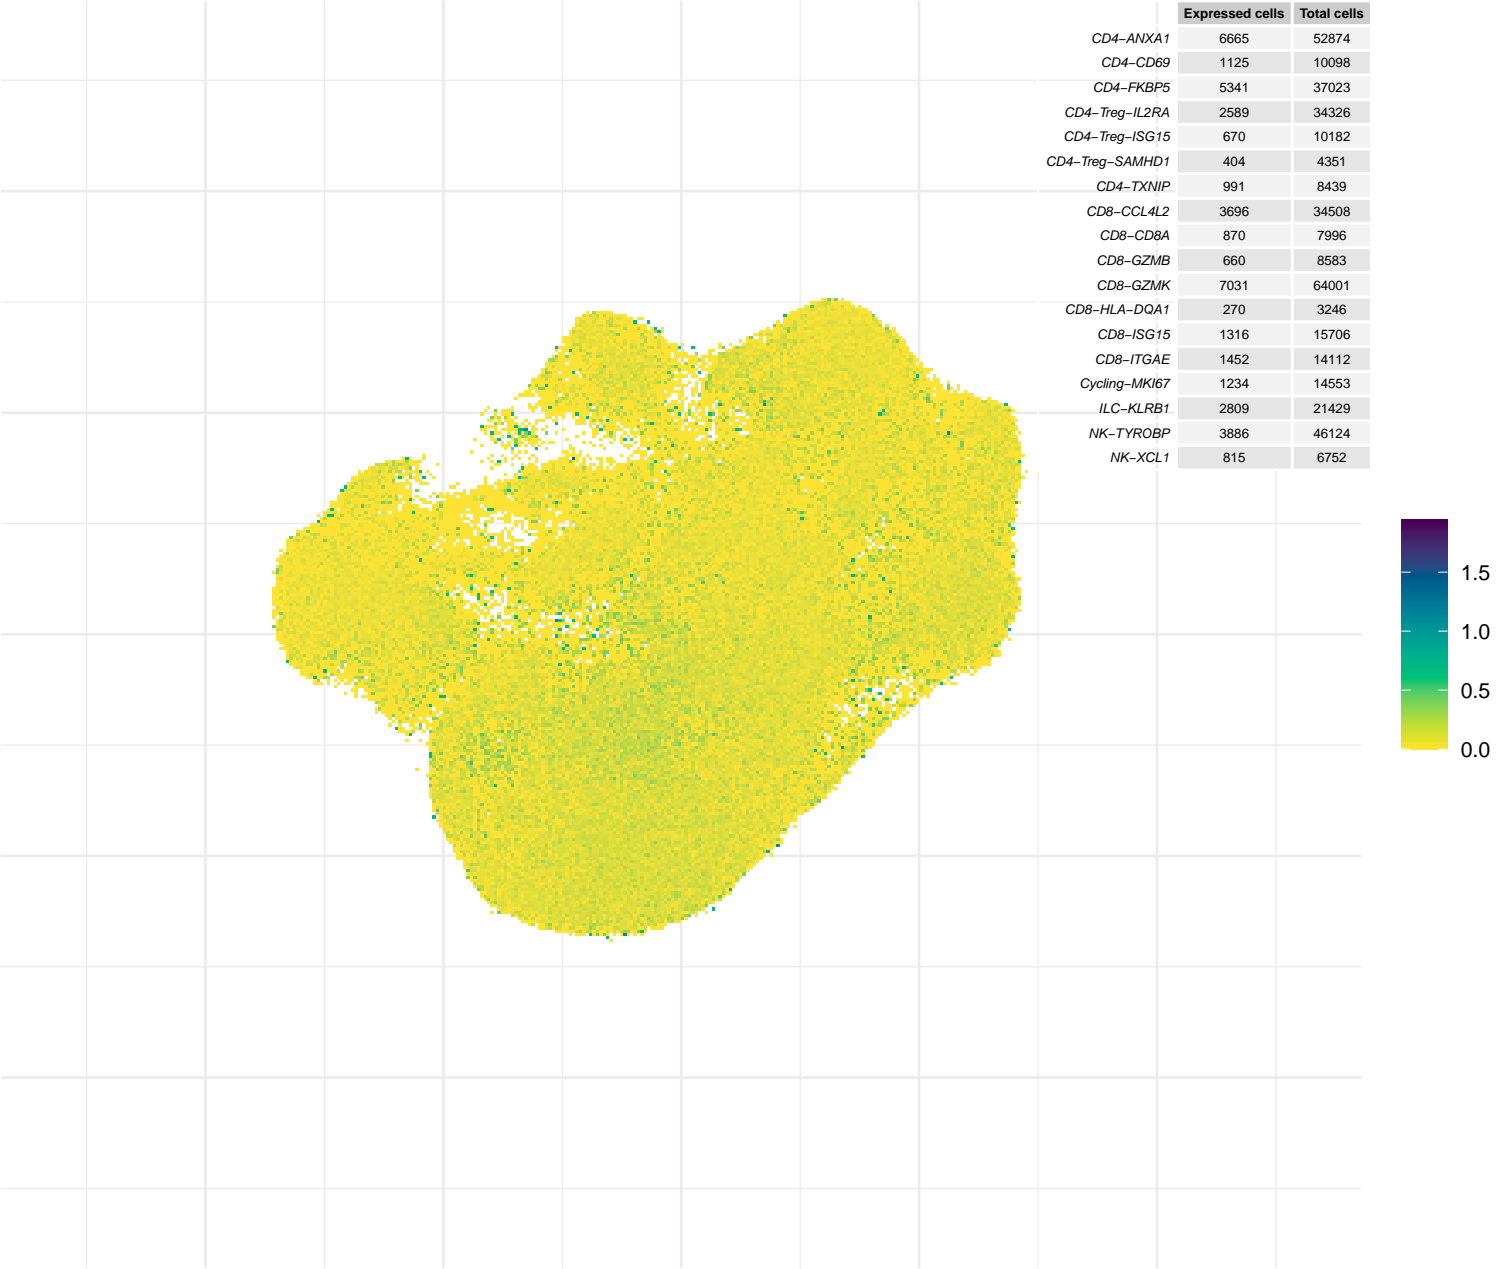 Expressed cells Total cells
CD4−ANXA1 6665 52874
CD4−CD69 1125 10098
CD4−FKBP5 5341 37023
CD4−Treg−IL2RA 2589 34326
CD4−Treg−ISG15 670 10182
CD4−Treg−SAMHD1 404 4351
CD4−TXNIP 991 8439
CD8−CCL4L2 3696 34508
CD8−CD8A 870 7996
CD8−GZMB 660 8583
CD8−GZMK 7031 64001
CD8−HLA−DQA1 270 3246
CD8−ISG15 1316 15706
CD8−ITGAE 1452 14112
Cycling−MKI67 1234 14553
ILC−KLRB1 2809 21429
NK−TYROBP 3886 46124
NK−XCL1 815 6752
1.5
1.0
0.5
0.0